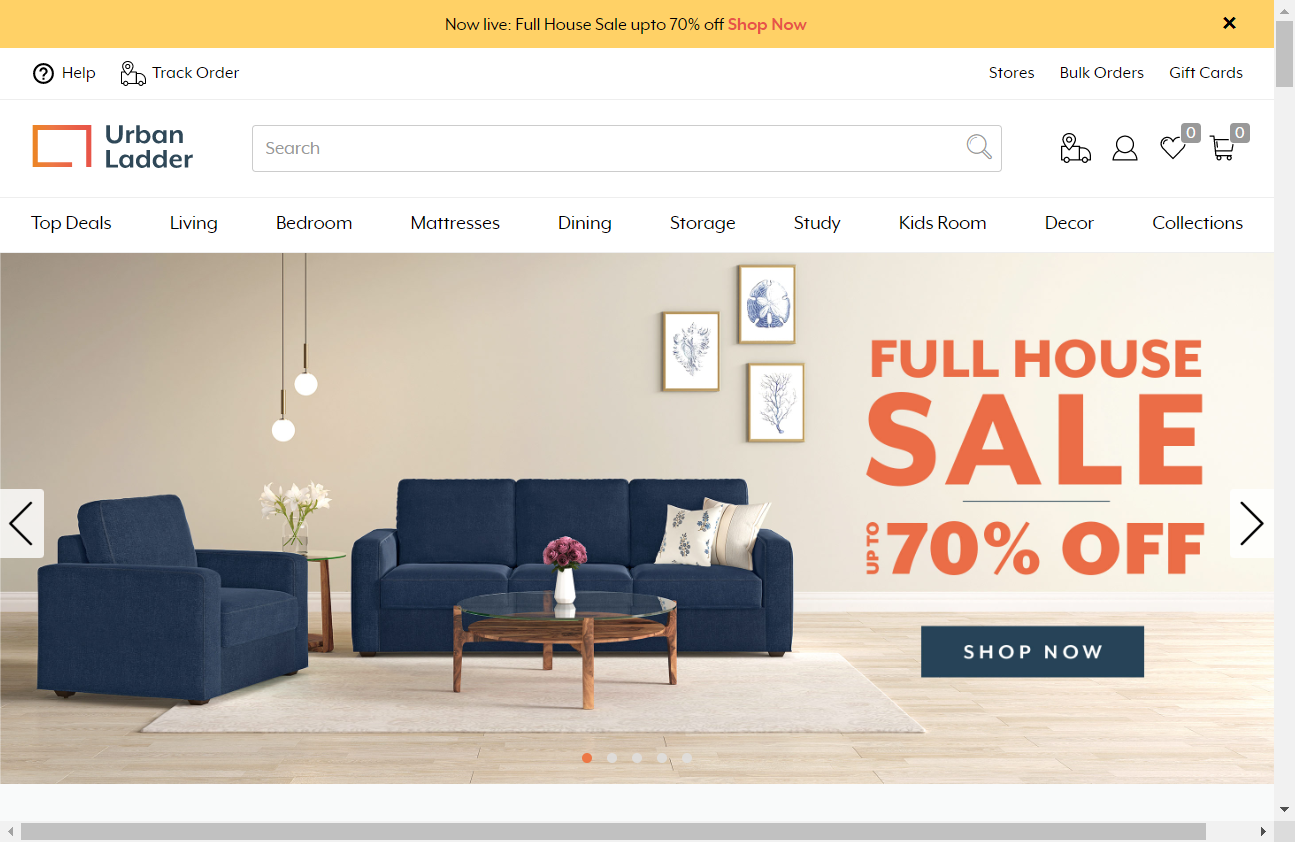 Now live: Full House Sale upto 70% off Shop Now
Help
Track Order
Stores
Bulk Orders
Gift Cards
Urban
Ladder
Search
0
0
Top Deals
Living
Bedroom
Mattresses
Dining
Storage
Study
Kids Room
Decor
Collections
FULL HOUSE
SALE
UPTO 70% OFF
SHOP NOW